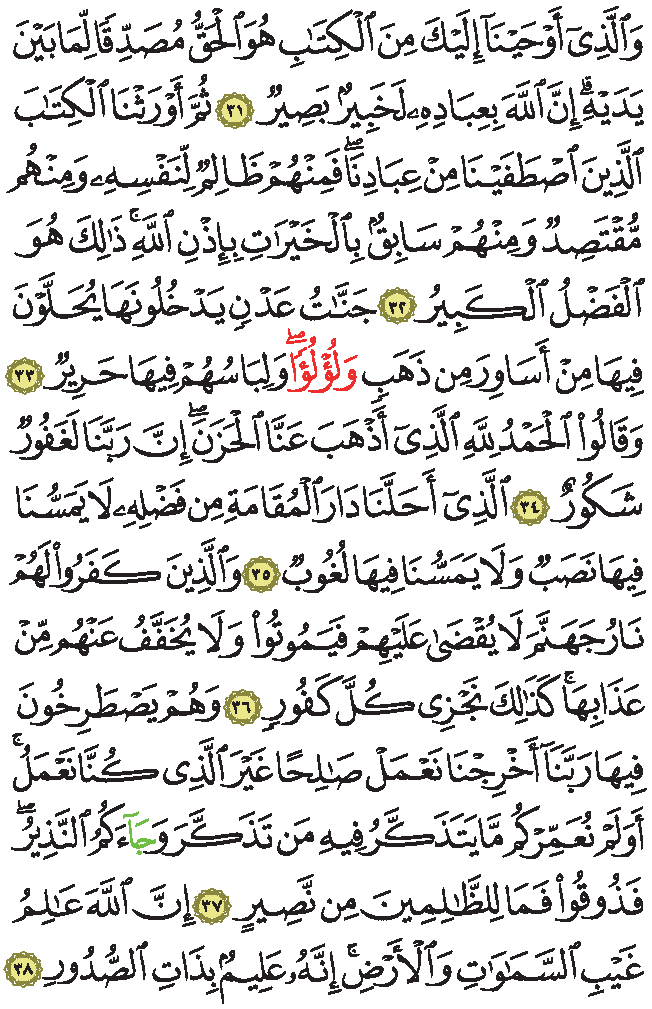 وَٱلَّذِىٓ أَوْحَيْنَآ إِلَيْكَ مِنَ ٱلْكِتَـٰبِ هُوَ ٱلْحَقُّ مُصَدِّقًا لِّمَا بَيْنَ
يَدَيْهِۗ إِنَّ ٱللَّهَ بِعِبَادِهِۦ لَخَبِيرٌۢ بَصِيرٌ ٣١ ثُمَّ أَوْرَثْنَا ٱلْكِتَـٰبَ
ٱلَّذِينَ ٱصْطَفَيْنَا مِنْ عِبَادِنَاۖ فَمِنْهُمْ ظَالِمٌ لِّنَفْسِهِۦ وَمِنْهُم
مُّقْتَصِدٌ وَمِنْهُمْ سَابِقٌۢ بِٱلْخَيْرَٰتِ بِإِذْنِ ٱللَّهِۚ ذَٰلِكَ هُوَ
ٱلْفَضْلُ ٱلْكَبِيرُ ٣٢ جَنَّـٰتُ عَدْنٍ يَدْخُلُونَهَا يُحَلَّوْنَ
فِيهَا مِنْ أَسَاوِرَ مِن ذَهَبٍ وَلُؤْلُؤًاۖ وَلِبَاسُهُمْ فِيهَا حَرِيرٌ ٣٣
وَقَالُوا۟ ٱلْحَمْدُ لِلَّهِ ٱلَّذِىٓ أَذْهَبَ عَنَّا ٱلْحَزَنَۖ إِنَّ رَبَّنَا لَغَفُورٌ
شَكُورٌ ٣٤ ٱلَّذِىٓ أَحَلَّنَا دَارَ ٱلْمُقَامَةِ مِن فَضْلِهِۦ لَا يَمَسُّنَا
فِيهَا نَصَبٌ وَلَا يَمَسُّنَا فِيهَا لُغُوبٌ ٣٥ وَٱلَّذِينَ كَفَرُوا۟ لَهُمْ
نَارُ جَهَنَّمَ لَا يُقْضَىٰ عَلَيْهِمْ فَيَمُوتُوا۟ وَلَا يُخَفَّفُ عَنْهُم مِّنْ
عَذَابِهَاۚ كَذَٰلِكَ نَجْزِى كُلَّ كَفُورٍ ٣٦ وَهُمْ يَصْطَرِخُونَ
فِيهَا رَبَّنَآ أَخْرِجْنَا نَعْمَلْ صَـٰلِحًا غَيْرَ ٱلَّذِى كُنَّا نَعْمَلُۚ
أَوَلَمْ نُعَمِّرْكُم مَّا يَتَذَكَّرُ فِيهِ مَن تَذَكَّرَ وَجَآءَكُمُ ٱلنَّذِيرُۖ
فَذُوقُوا۟ فَمَا لِلظَّـٰلِمِينَ مِن نَّصِيرٍ ٣٧ إِنَّ ٱللَّهَ عَـٰلِمُ
غَيْبِ ٱلسَّمَـٰوَٰتِ وَٱلْأَرْضِۚ إِنَّهُۥ عَلِيمٌۢ بِذَاتِ ٱلصُّدُورِ ٣٨